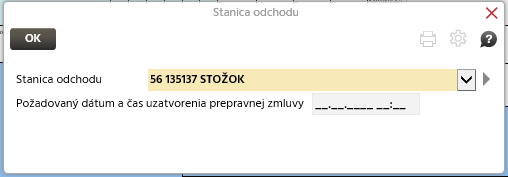 Stanica odchodu
OK
Stanica odchodu 56 135137 STOŽOK
Požadovaný dátum a čas uzatvorenia prepravnej zmluvy __.__.____ __:__